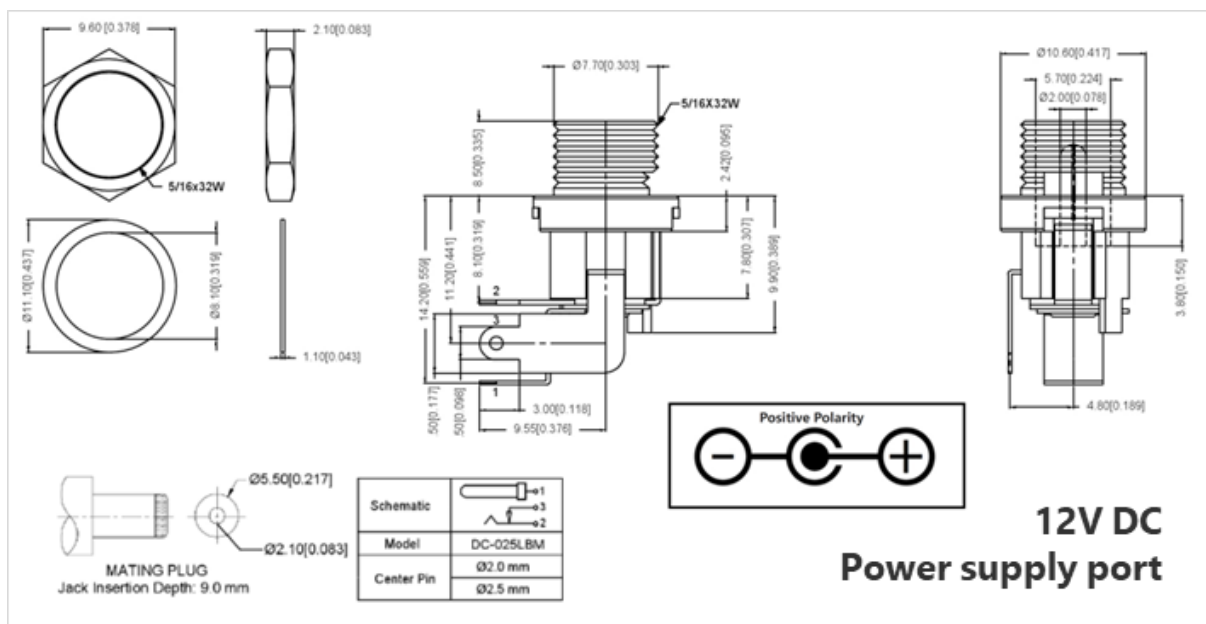 9.60 [0.378]
2.10[0.083]
5/16x32W
Ø11.10[0.437]
Ø8.10[0.319]
1.10[0.043]
Ø7.70[0.303]
5/16X32W
8.50[0.335]
2.42[0.095]
14.20[0.559]
11.20[0.441]
8.10[0.319]
7.80[0.307]
9.90[0.389]
2
3
1
.50[0.177]
.50[0.098]
3.00[0.118]
9.55[0.376]
Ø10.60[0.417]
5.70[0.224]
Ø2.00[0.078]
3.80[0.150]
4.80[0.189]
Positive Polarity
Ø5.50[0.217]
Ø2.10[0.083]
MATING PLUG
Jack Insertion Depth: 9.0 mm
Schematic
1
3
2
Model DC-025LBM
Center Pin Ø2.0 mm
Ø2.5 mm
12V DC
Power supply port